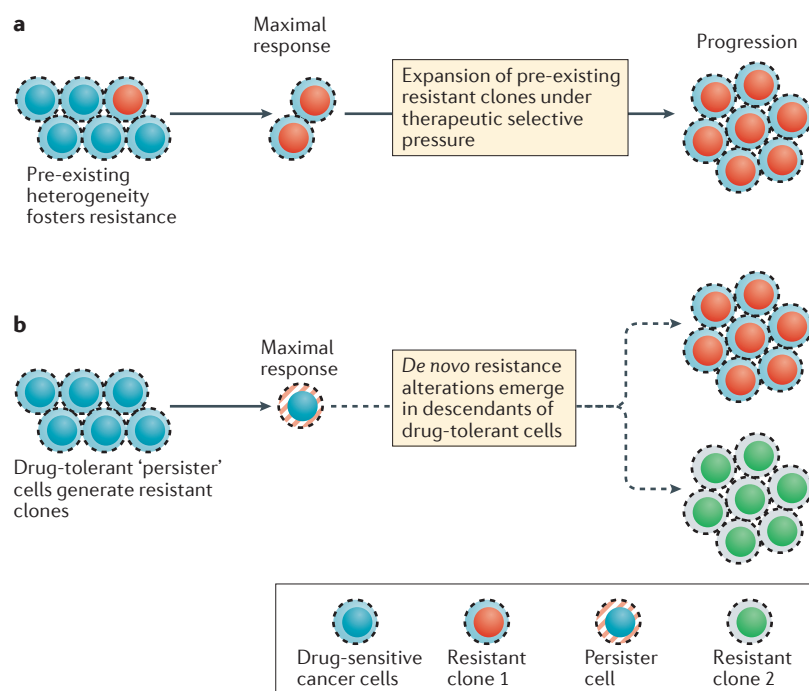 a
Maximal
response
Pre-existing
heterogeneity
fosters resistance
Expansion of pre-existing
resistant clones under
therapeutic selective
pressure
Progression
b
Maximal
response
Drug-tolerant ‘persister’
cells generate resistant
clones
De novo resistance
alterations emerge
in descendants of
drug-tolerant cells
Drug-sensitive
cancer cells
Resistant
clone 1
Persister
cell
Resistant
clone 2